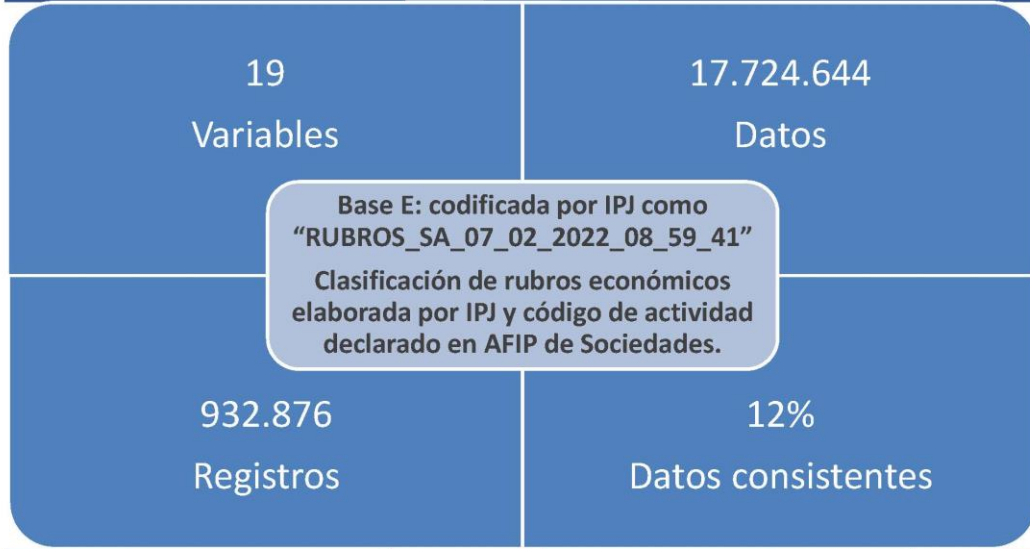 19
Variables
17.724.644
Datos
Base E: codificada por IPJ como
“RUBROS_SA_07_02_2022_08_59_41”
Clasificación de rubros económicos
elaborada por IPJ y código de actividad
declarado en AFIP de Sociedades.
932.876
Registros
12%
Datos consistentes